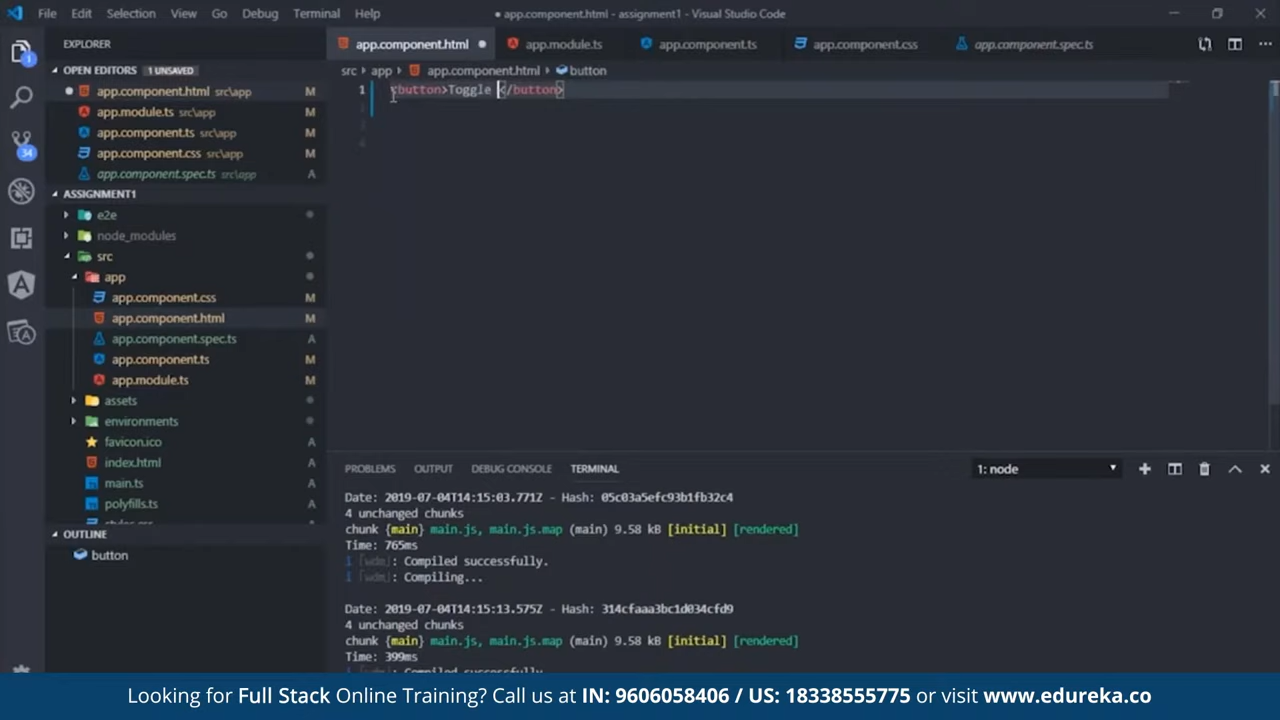 File Edit Selection View Go Debug Terminal Help
● app.component.html - assignment1 - Visual Studio Code
EXPLORER
OPEN EDITORS 1 UNSAVED
app.component.html src\app M
app.module.ts src\app M
app.component.ts src\app M
app.component.css src\app M
app.component.spec.ts src\app A
ASSIGNMENT1
e2e
node_modules
src
app
app.component.css M
app.component.html M
app.component.spec.ts A
app.component.ts M
app.module.ts M
assets
environments
favicon.ico A
index.html A
main.ts A
polyfills.ts A
OUTLINE
button
1
34
app.component.html
app.module.ts
app.component.ts
app.component.css
app.component.spec.ts
src > app > app.component.html > button
1 <button>Toggle </button>
3
4
PROBLEMS OUTPUT DEBUG CONSOLE TERMINAL
1: node
Date: 2019-07-04T14:15:03.771Z - Hash: 05c03a5efc93b1fb32c4
4 unchanged chunks
chunk {main} main.js, main.js.map (main) 9.58 kB [initial] [rendered]
Time: 765ms
i ｢wdm｣: Compiled successfully.
i ｢wdm｣: Compiling...
Date: 2019-07-04T14:15:13.575Z - Hash: 314cfaaa3bc1d034cfd9
4 unchanged chunks
chunk {main} main.js, main.js.map (main) 9.58 kB [initial] [rendered]
Time: 399ms
Looking for Full Stack Online Training? Call us at IN: 9606058406 / US: 18338555775 or visit www.edureka.co